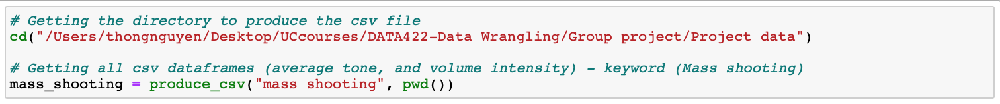 # Getting the directory to produce the csv file
cd("/Users/thongnguyen/Desktop/UCcourses/DATA422-Data Wrangling/Group project/Project data")
# Getting all csv dataframes (average tone, and volume intensity) - keyword (Mass shooting)
mass_shooting = produce_csv("mass shooting", pwd())